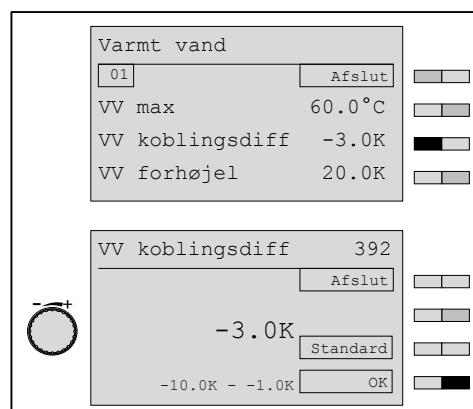 Varmt vand
01 Afslut
VV max 60.0°C
VV koblingsdiff -3.0K
VV forhøjel 20.0K
VV koblingsdiff 392
Afslut
- +
-3.0K
Standard
-10.0K - -1.0K OK